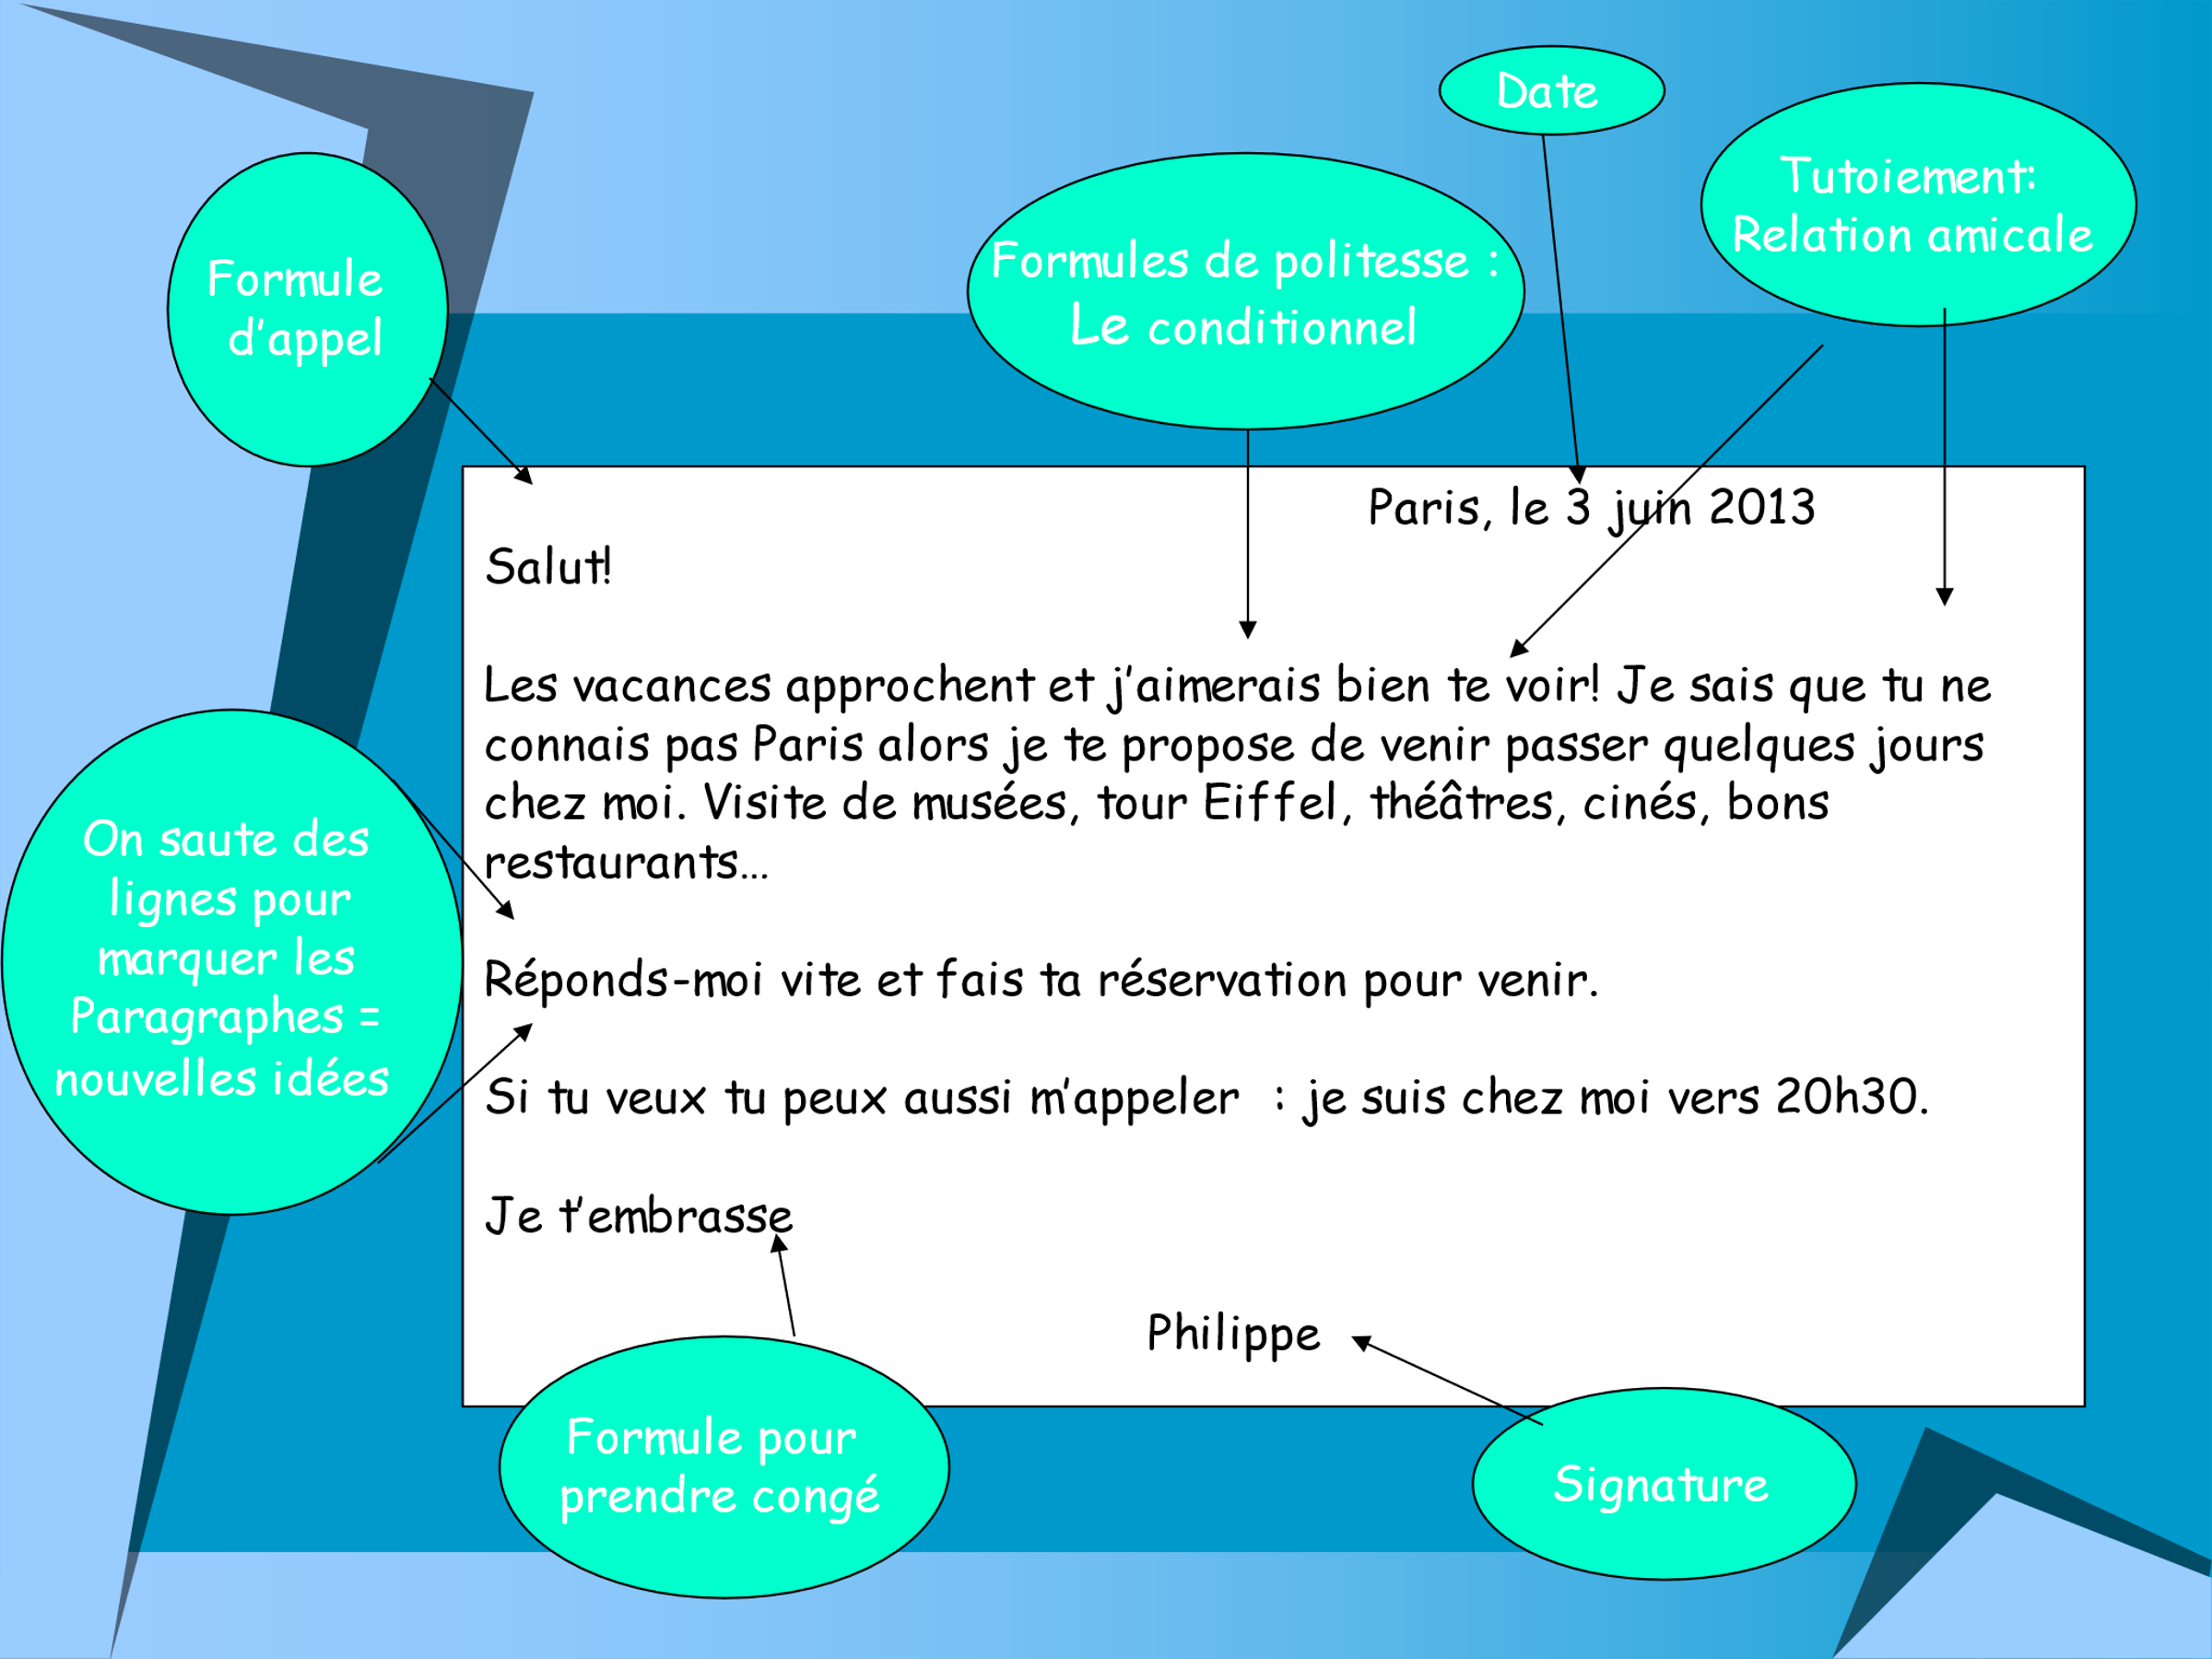 Date
Tutoiement:
Relation amicale
Formules de politesse :
Le conditionnel
Formule
d’appel
Paris, le 3 juin 2013
Salut!
Les vacances approchent et j’aimerais bien te voir! Je sais que tu ne
connais pas Paris alors je te propose de venir passer quelques jours
chez moi. Visite de musées, tour Eiffel, théâtres, cinés, bons
restaurants…
On saute des
lignes pour
marquer les
Paragraphes =
nouvelles idées
Réponds-moi vite et fais ta réservation pour venir.
Si tu veux tu peux aussi m’appeler : je suis chez moi vers 20h30.
Je t’embrasse
Philippe
Formule pour
prendre congé
Signature